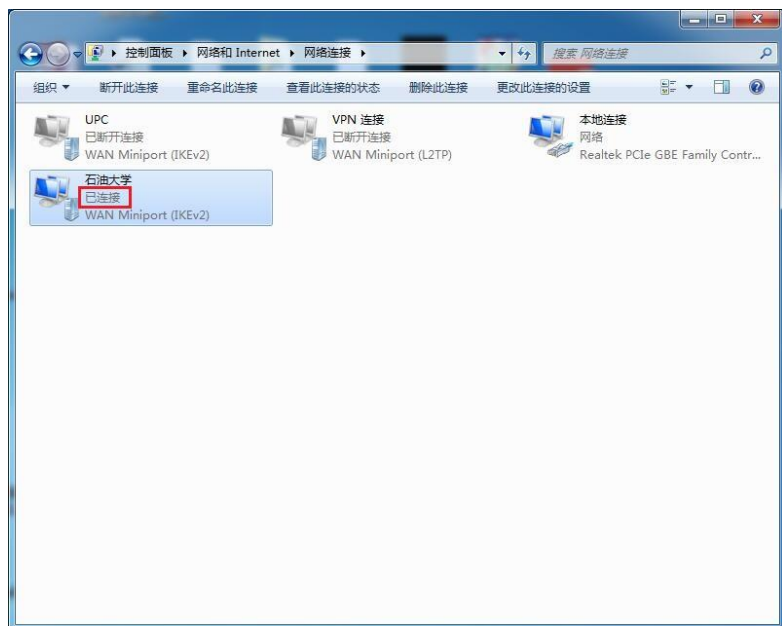 控制面板 网络和 Internet 网络连接
搜索 网络连接
组织 断开此连接 重命名此连接 查看此连接的状态 删除此连接 更改此连接的设置
UPC
已断开连接
WAN Miniport (IKEv2)
VPN 连接
已断开连接
WAN Miniport (L2TP)
本地连接
网络
Realtek PCIe GBE Family Contr...
石油大学
已连接
WAN Miniport (IKEv2)